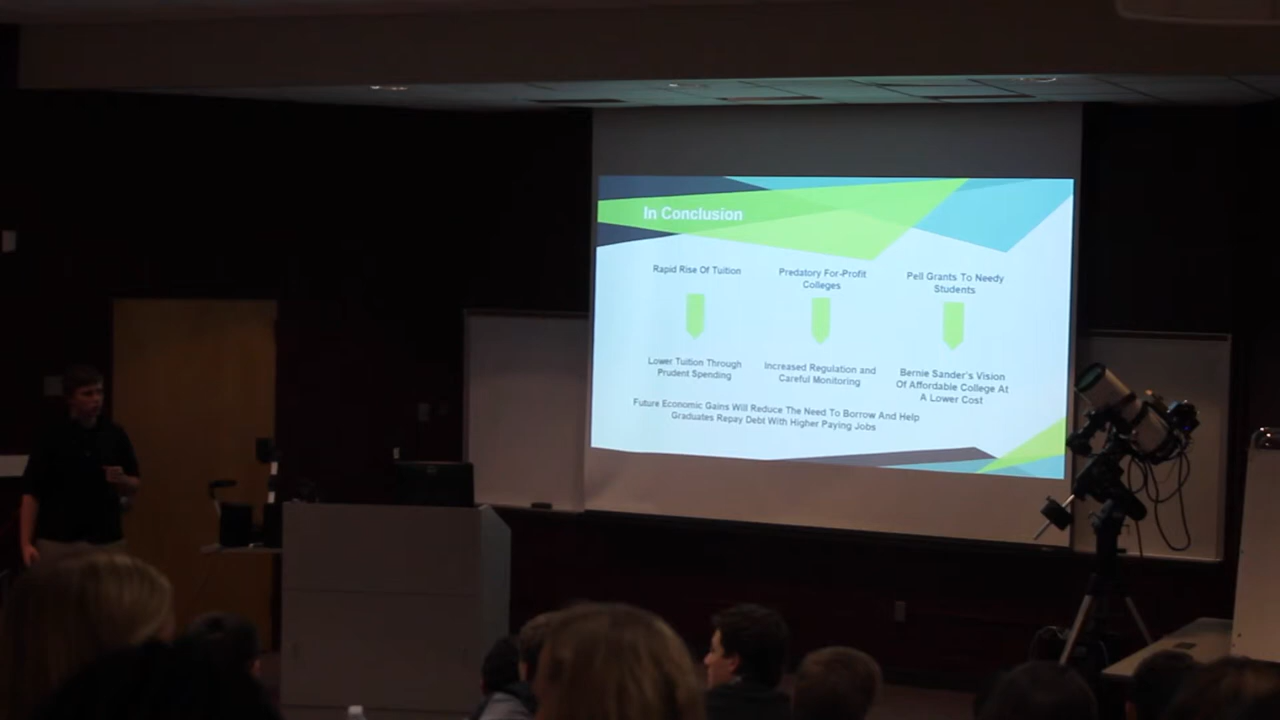 In Conclusion
Rapid Rise Of Tuition
Predatory For-Profit
Colleges
Pell Grants To Needy
Students
Lower Tuition Through
Prudent Spending
Increased Regulation and
Careful Monitoring
Bernie Sander's Vision
Of Affordable College At
A Lower Cost
Future Economic Gains Will Reduce The Need To Borrow And Help
Graduates Repay Debt With Higher Paying Jobs